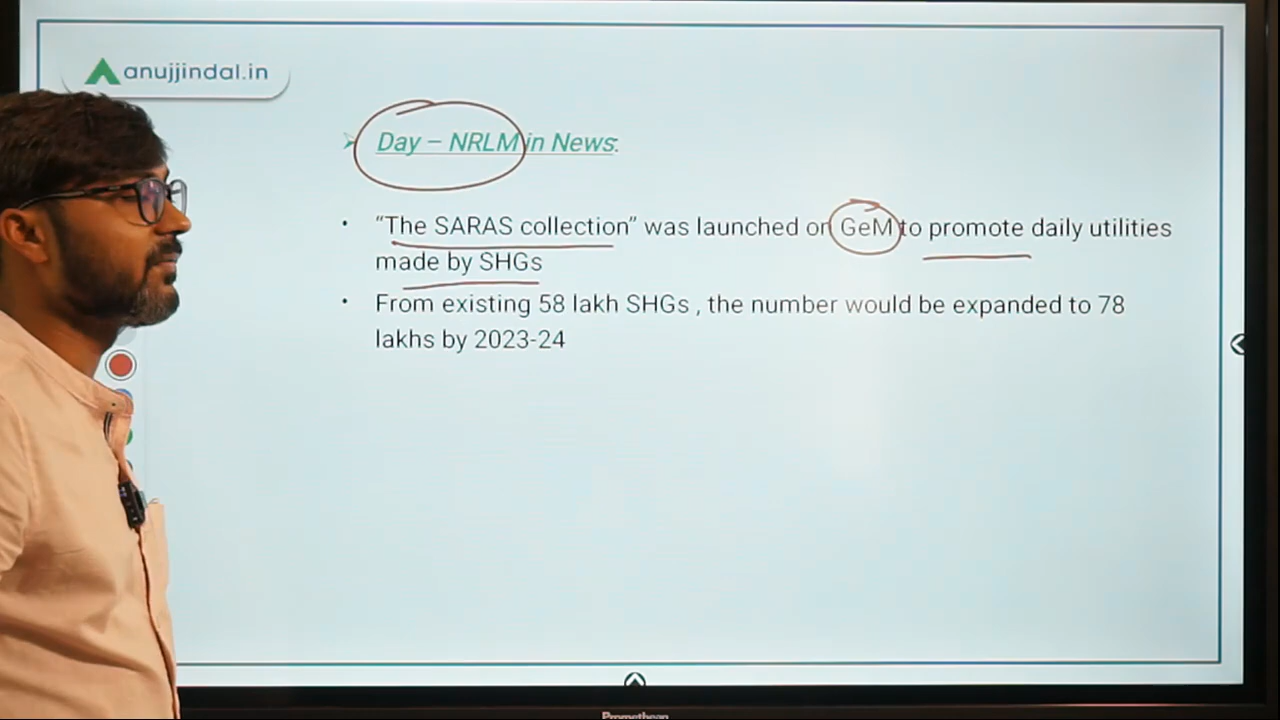 anujjindal.in
Day – NRLM in News:
• “The SARAS collection” was launched on GeM to promote daily utilities
made by SHGs
• From existing 58 lakh SHGs , the number would be expanded to 78
lakhs by 2023-24
Promethean